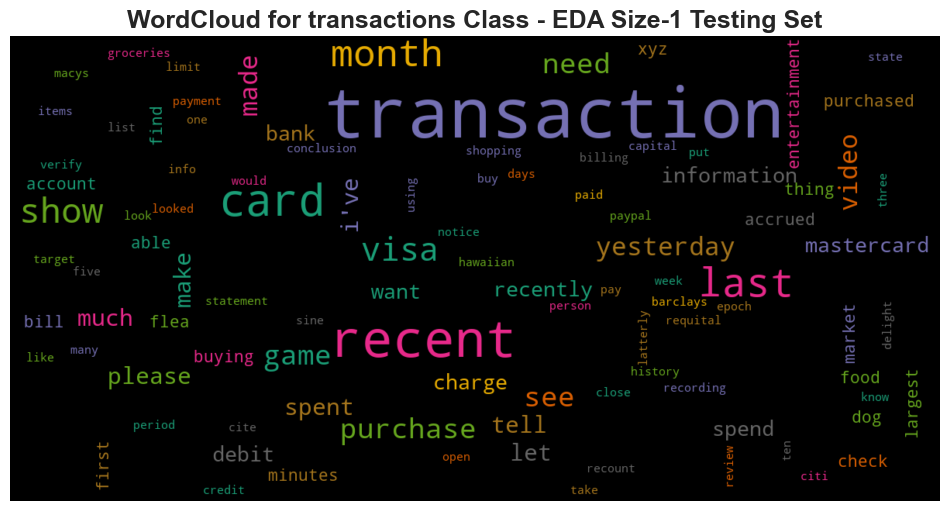 WordCloud for transactions Class - EDA Size-1 Testing Set
groceries
month
need
xyz
state
macys
limit
made
entertainment
transaction
items
payment
purchased
list
one
find
bank
conclusion
shopping
capital
put
billing
video
verify
info
would
account
card
i've
using
buy
days
paid
information
thing
three
show
look
looked
paypal
accrued
able
visa
notice
yesterday
mastercard
target
five
make
hawaiian
want
recently
week
last
statement
person
pay
barclays
epoch
bill
much
flea
sine
recent
latterly
requital
market
delight
like
many
buying
game
history
please
charge
recording
close
food
know
largest
spent
see
purchase
tell
spend
dog
period
cite
first
debit
let
open
recount
review
ten
check
minutes
citi
credit
take